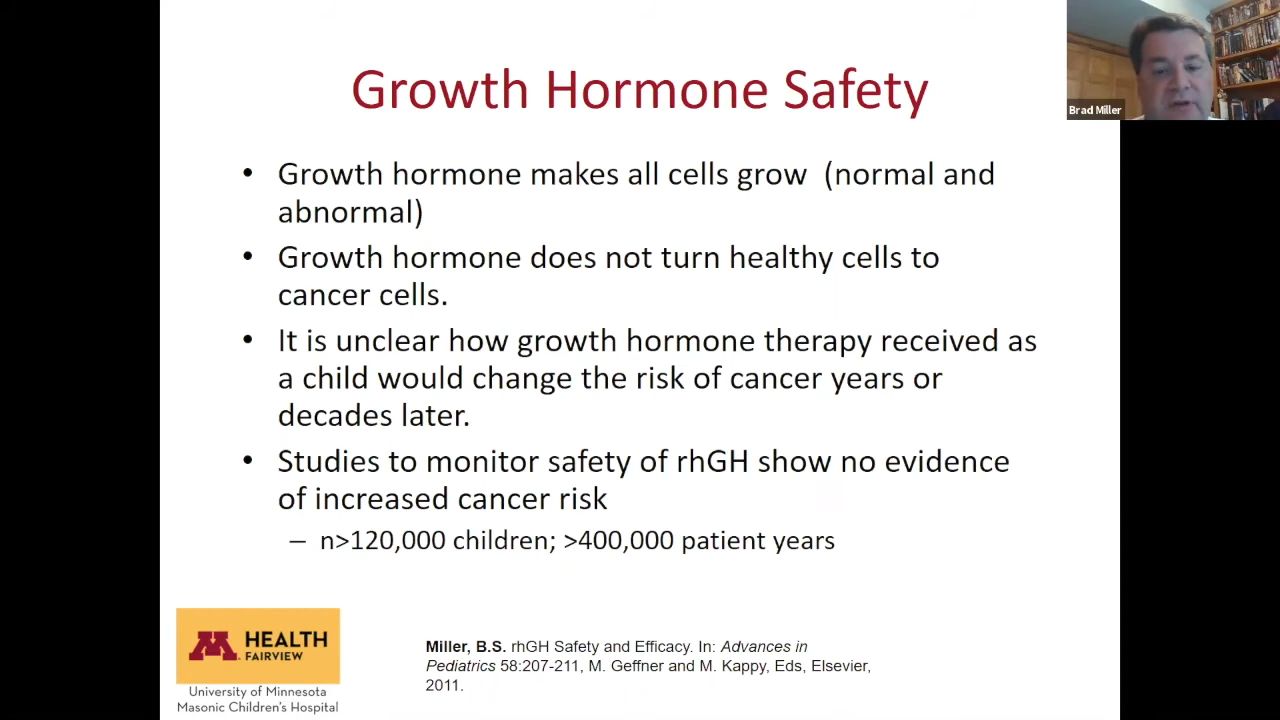 Growth Hormone Safety
Brad Miller
• Growth hormone makes all cells grow  (normal and
abnormal)
• Growth hormone does not turn healthy cells to
cancer cells.
• It is unclear how growth hormone therapy received as
a child would change the risk of cancer years or
decades later.
• Studies to monitor safety of rhGH show no evidence
of increased cancer risk
– n>120,000 children; >400,000 patient years
M HEALTH
FAIRVIEW
University of Minnesota
Masonic Children's Hospital
Miller, B.S. rhGH Safety and Efficacy. In: Advances in
Pediatrics 58:207-211, M. Geffner and M. Kappy, Eds, Elsevier,
2011.